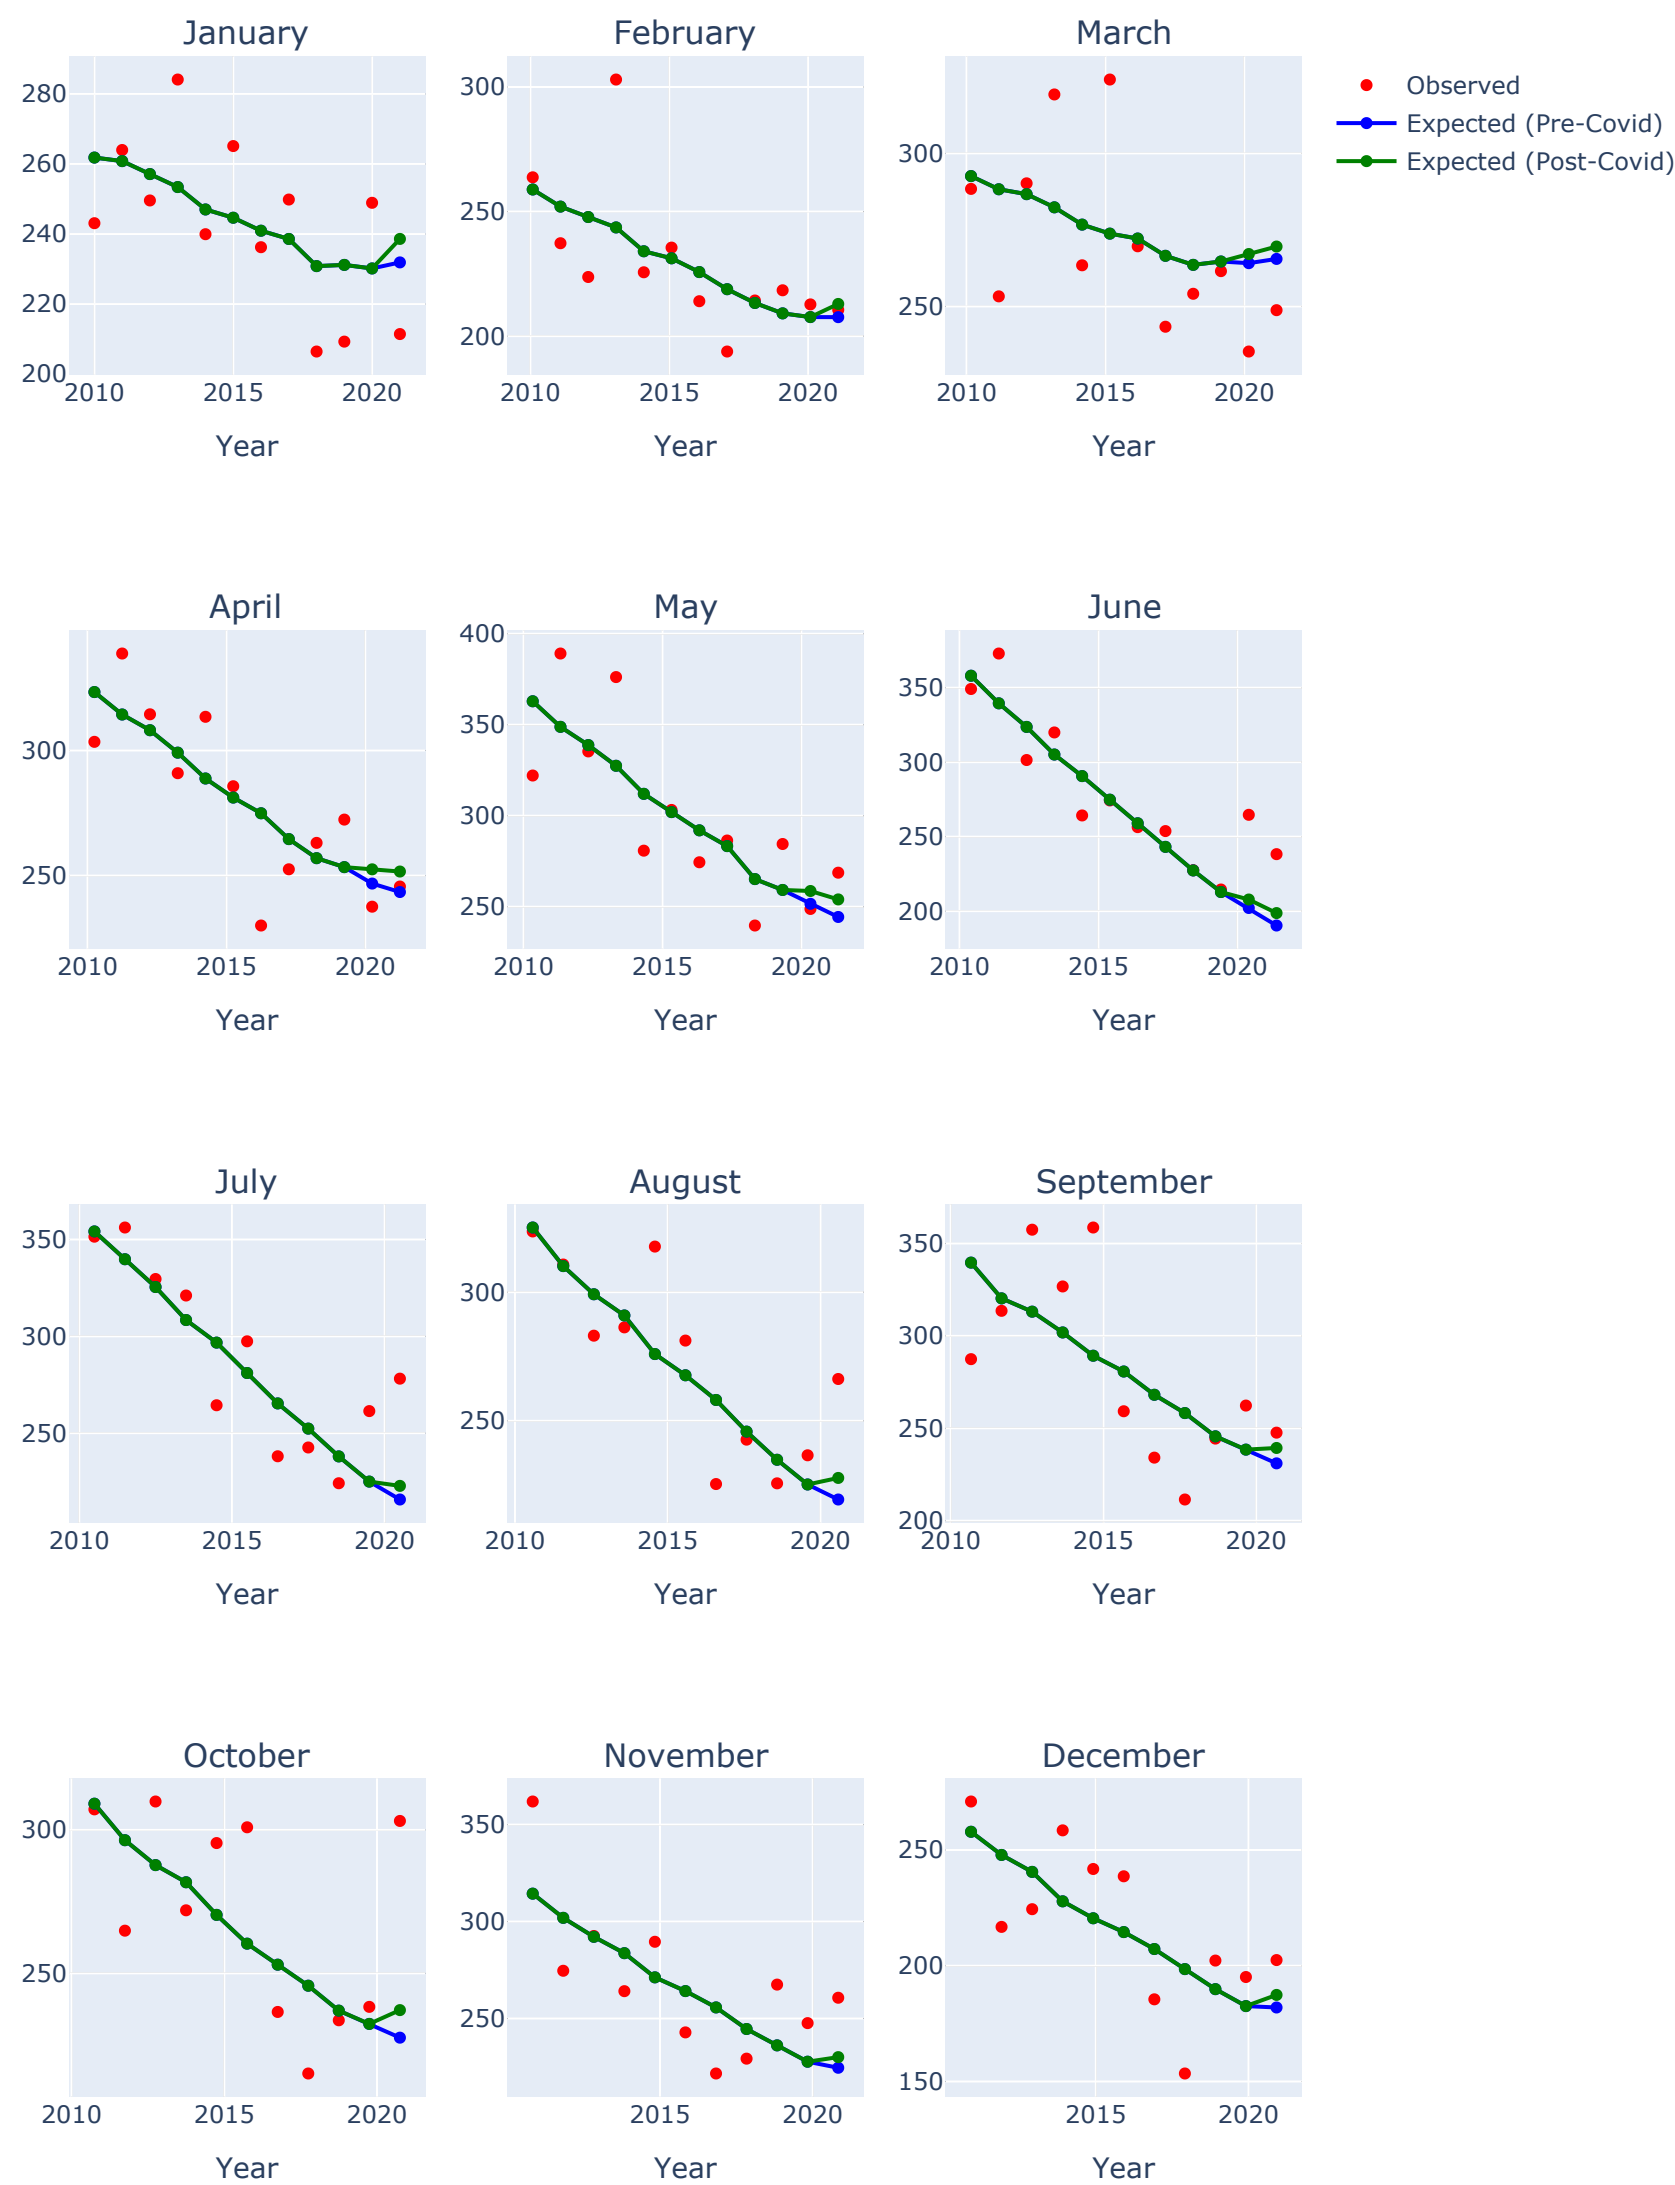 January
February
March
280
260
240
220
200
2010 2015 2020
Year
300
250
200
2010 2015 2020
Year
300
250
2010 2015 2020
Year
Observed
Expected (Pre-Covid)
Expected (Post-Covid)
April
May
June
300
250
2010 2015 2020
Year
400
350
300
250
2010 2015 2020
Year
350
300
250
200
2010 2015 2020
Year
July
August
September
350
300
250
2010 2015 2020
Year
300
250
2010 2015 2020
Year
350
300
250
200
2010 2015 2020
Year
October
November
December
300
250
2010 2015 2020
Year
350
300
250
2015 2020
Year
250
200
150
2015 2020
Year